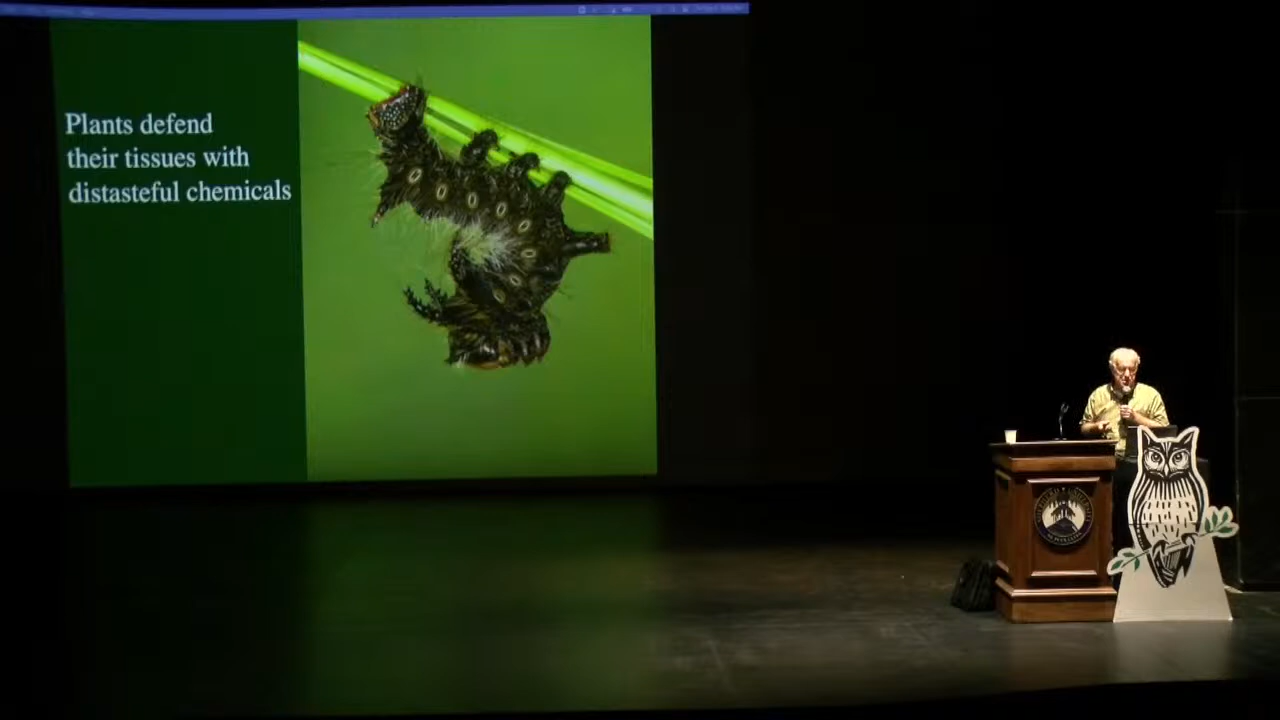 Plants defend
their tissues with
distasteful chemicals